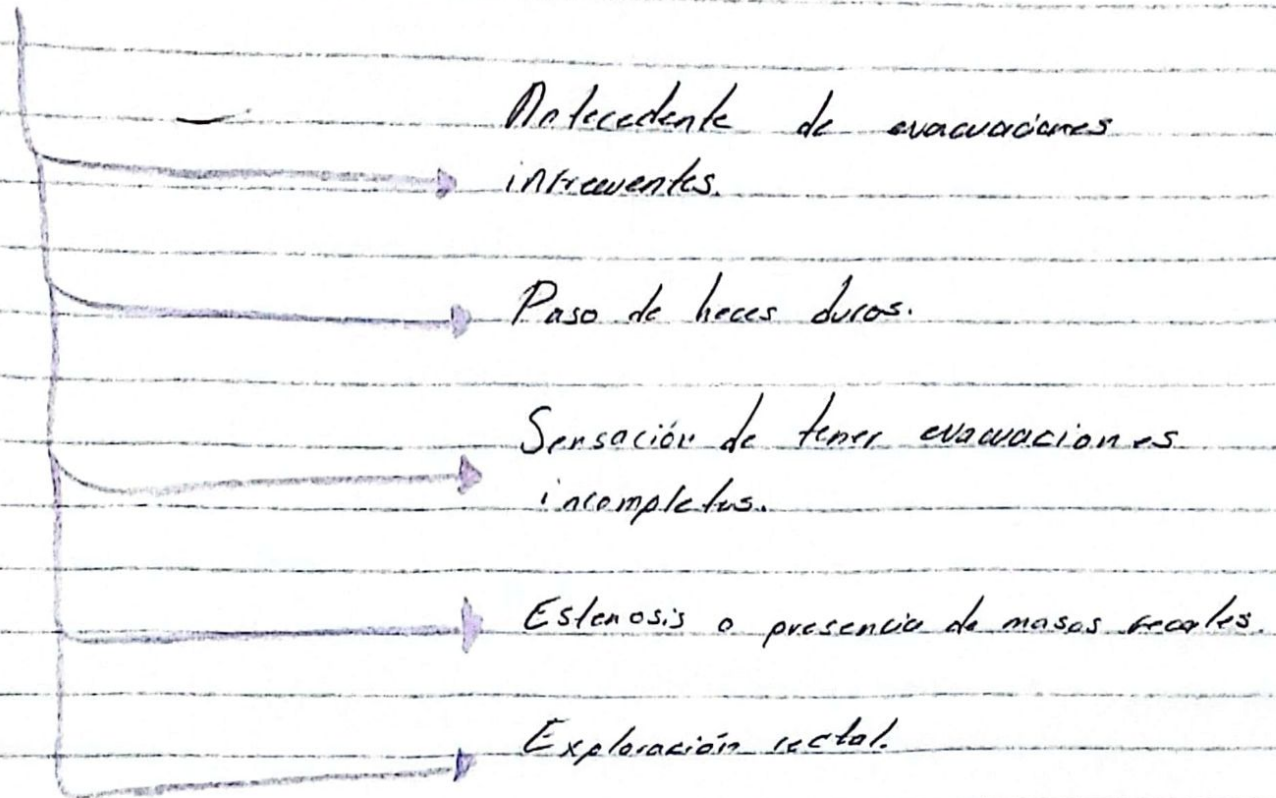 Antecedente de evacuaciones
infrecuentes.
Paso de heces duras.
Sensación de tener evacuaciones
incompletas.
Estenosis o presencia de masas fecales.
Exploración rectal.